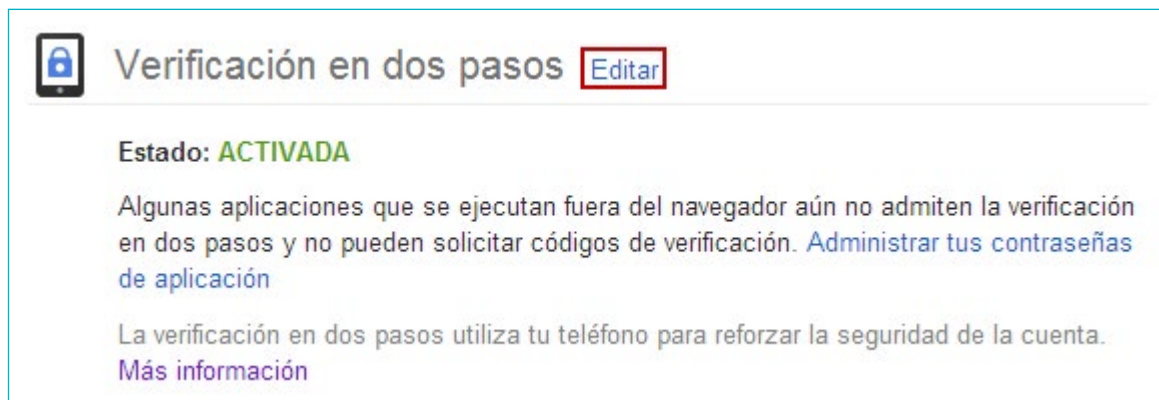 Verificación en dos pasos Editar
Estado: ACTIVADA
Algunas aplicaciones que se ejecutan fuera del navegador aún no admiten la verificación
en dos pasos y no pueden solicitar códigos de verificación. Administrar tus contraseñas
de aplicación
La verificación en dos pasos utiliza tu teléfono para reforzar la seguridad de la cuenta.
Más información